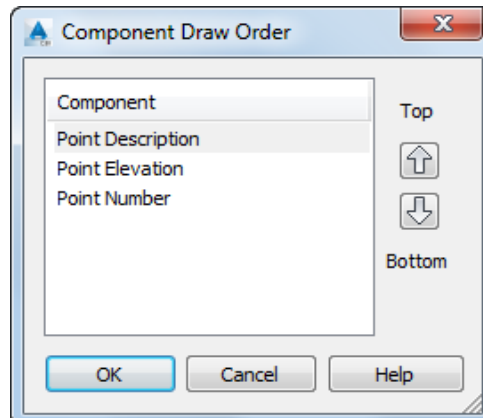 Component Draw Order
Component
Point Description
Point Elevation
Point Number
Top
Bottom
OK
Cancel
Help